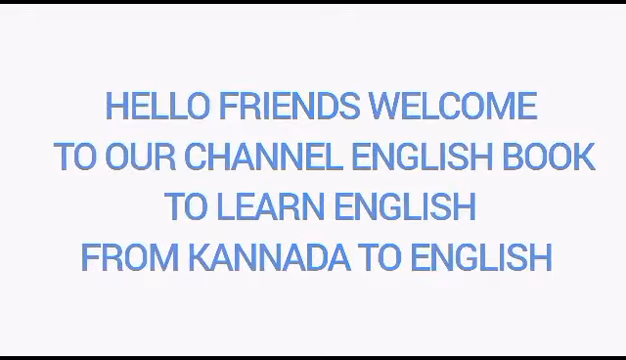 HELLO FRIENDS WELCOME
TO OUR CHANNEL ENGLISH BOOK
TO LEARN ENGLISH
FROM KANNADA TO ENGLISH